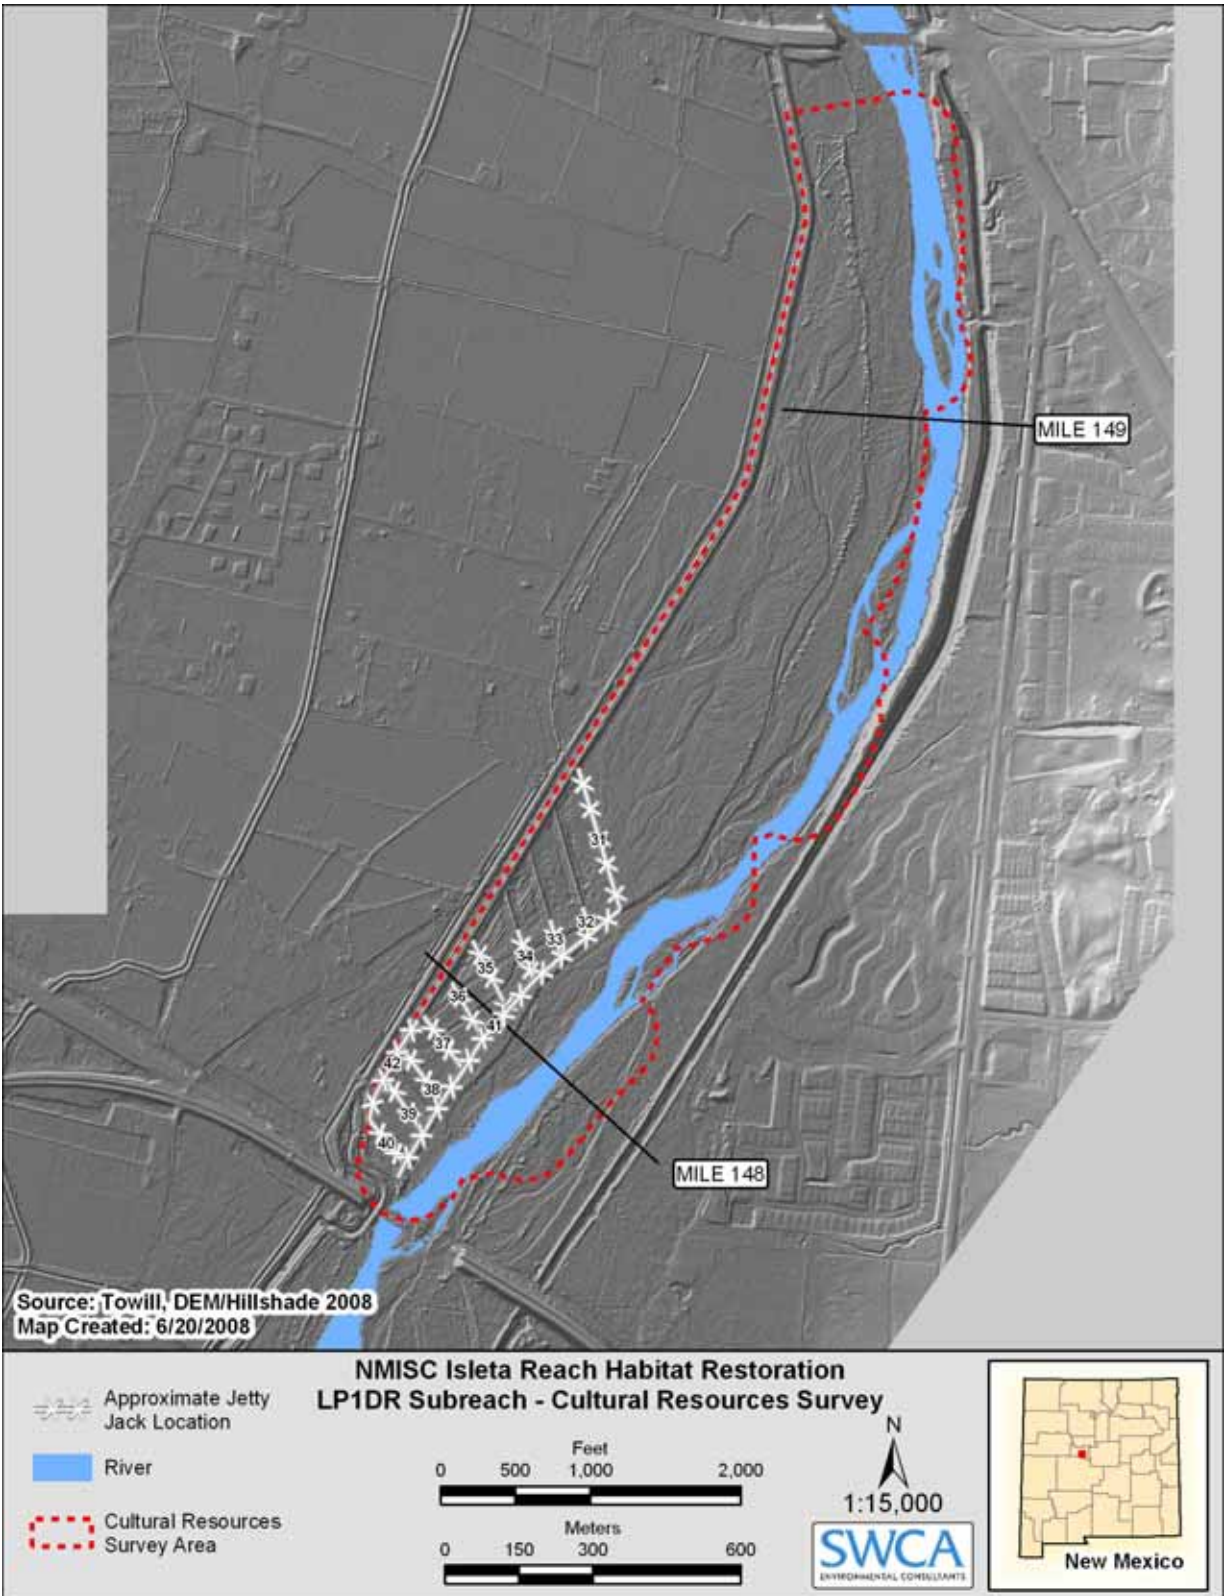 MILE 149
31
32
33
34
35
36
41
37
42
38
39
40
MILE 148
Source: Towill, DEM/Hillshade 2008
Map Created: 6/20/2008
NMISC Isleta Reach Habitat Restoration
LP1DR Subreach - Cultural Resources Survey
Approximate Jetty
Jack Location
River
Cultural Resources
Survey Area
Feet
0 500 1,000 2,000
Meters
0 150 300 600
N
1:15,000
SWCA
ENVIRONMENTAL CONSULTANTS
New Mexico